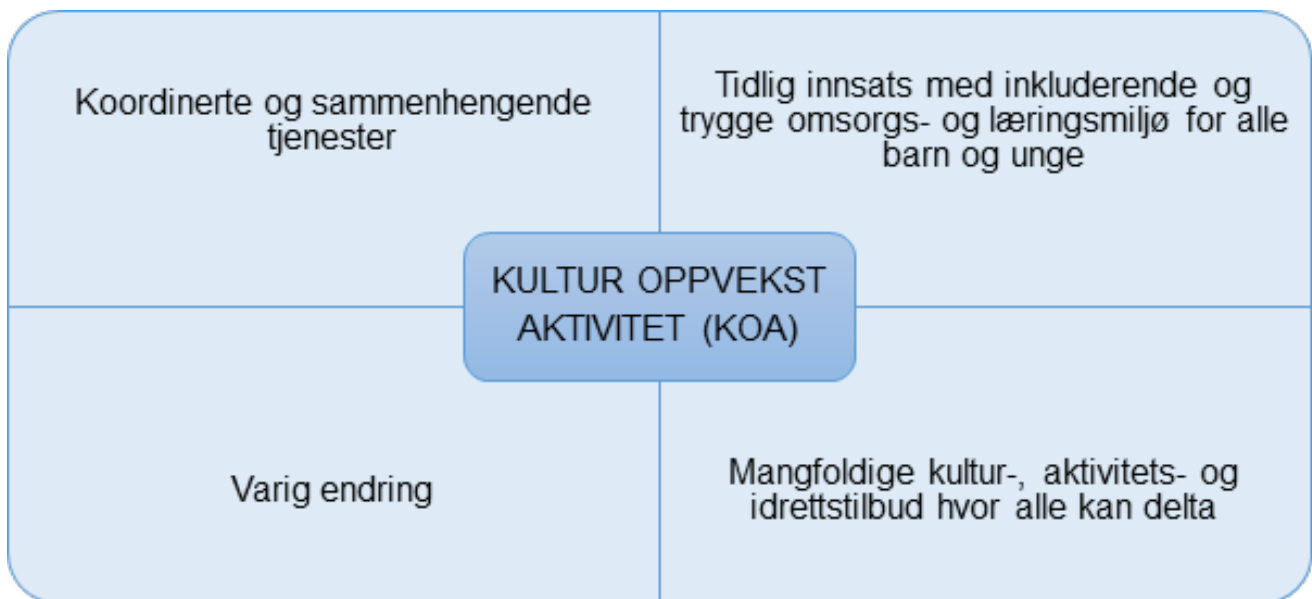 Koordinerte og sammenhengende
tjenester
Tidlig innsats med inkluderende og
trygge omsorgs- og læringsmiljø for alle
barn og unge
KULTUR OPPVEKST
AKTIVITET (KOA)
Varig endring
Mangfoldige kultur-, aktivitets- og
idrettstilbud hvor alle kan delta